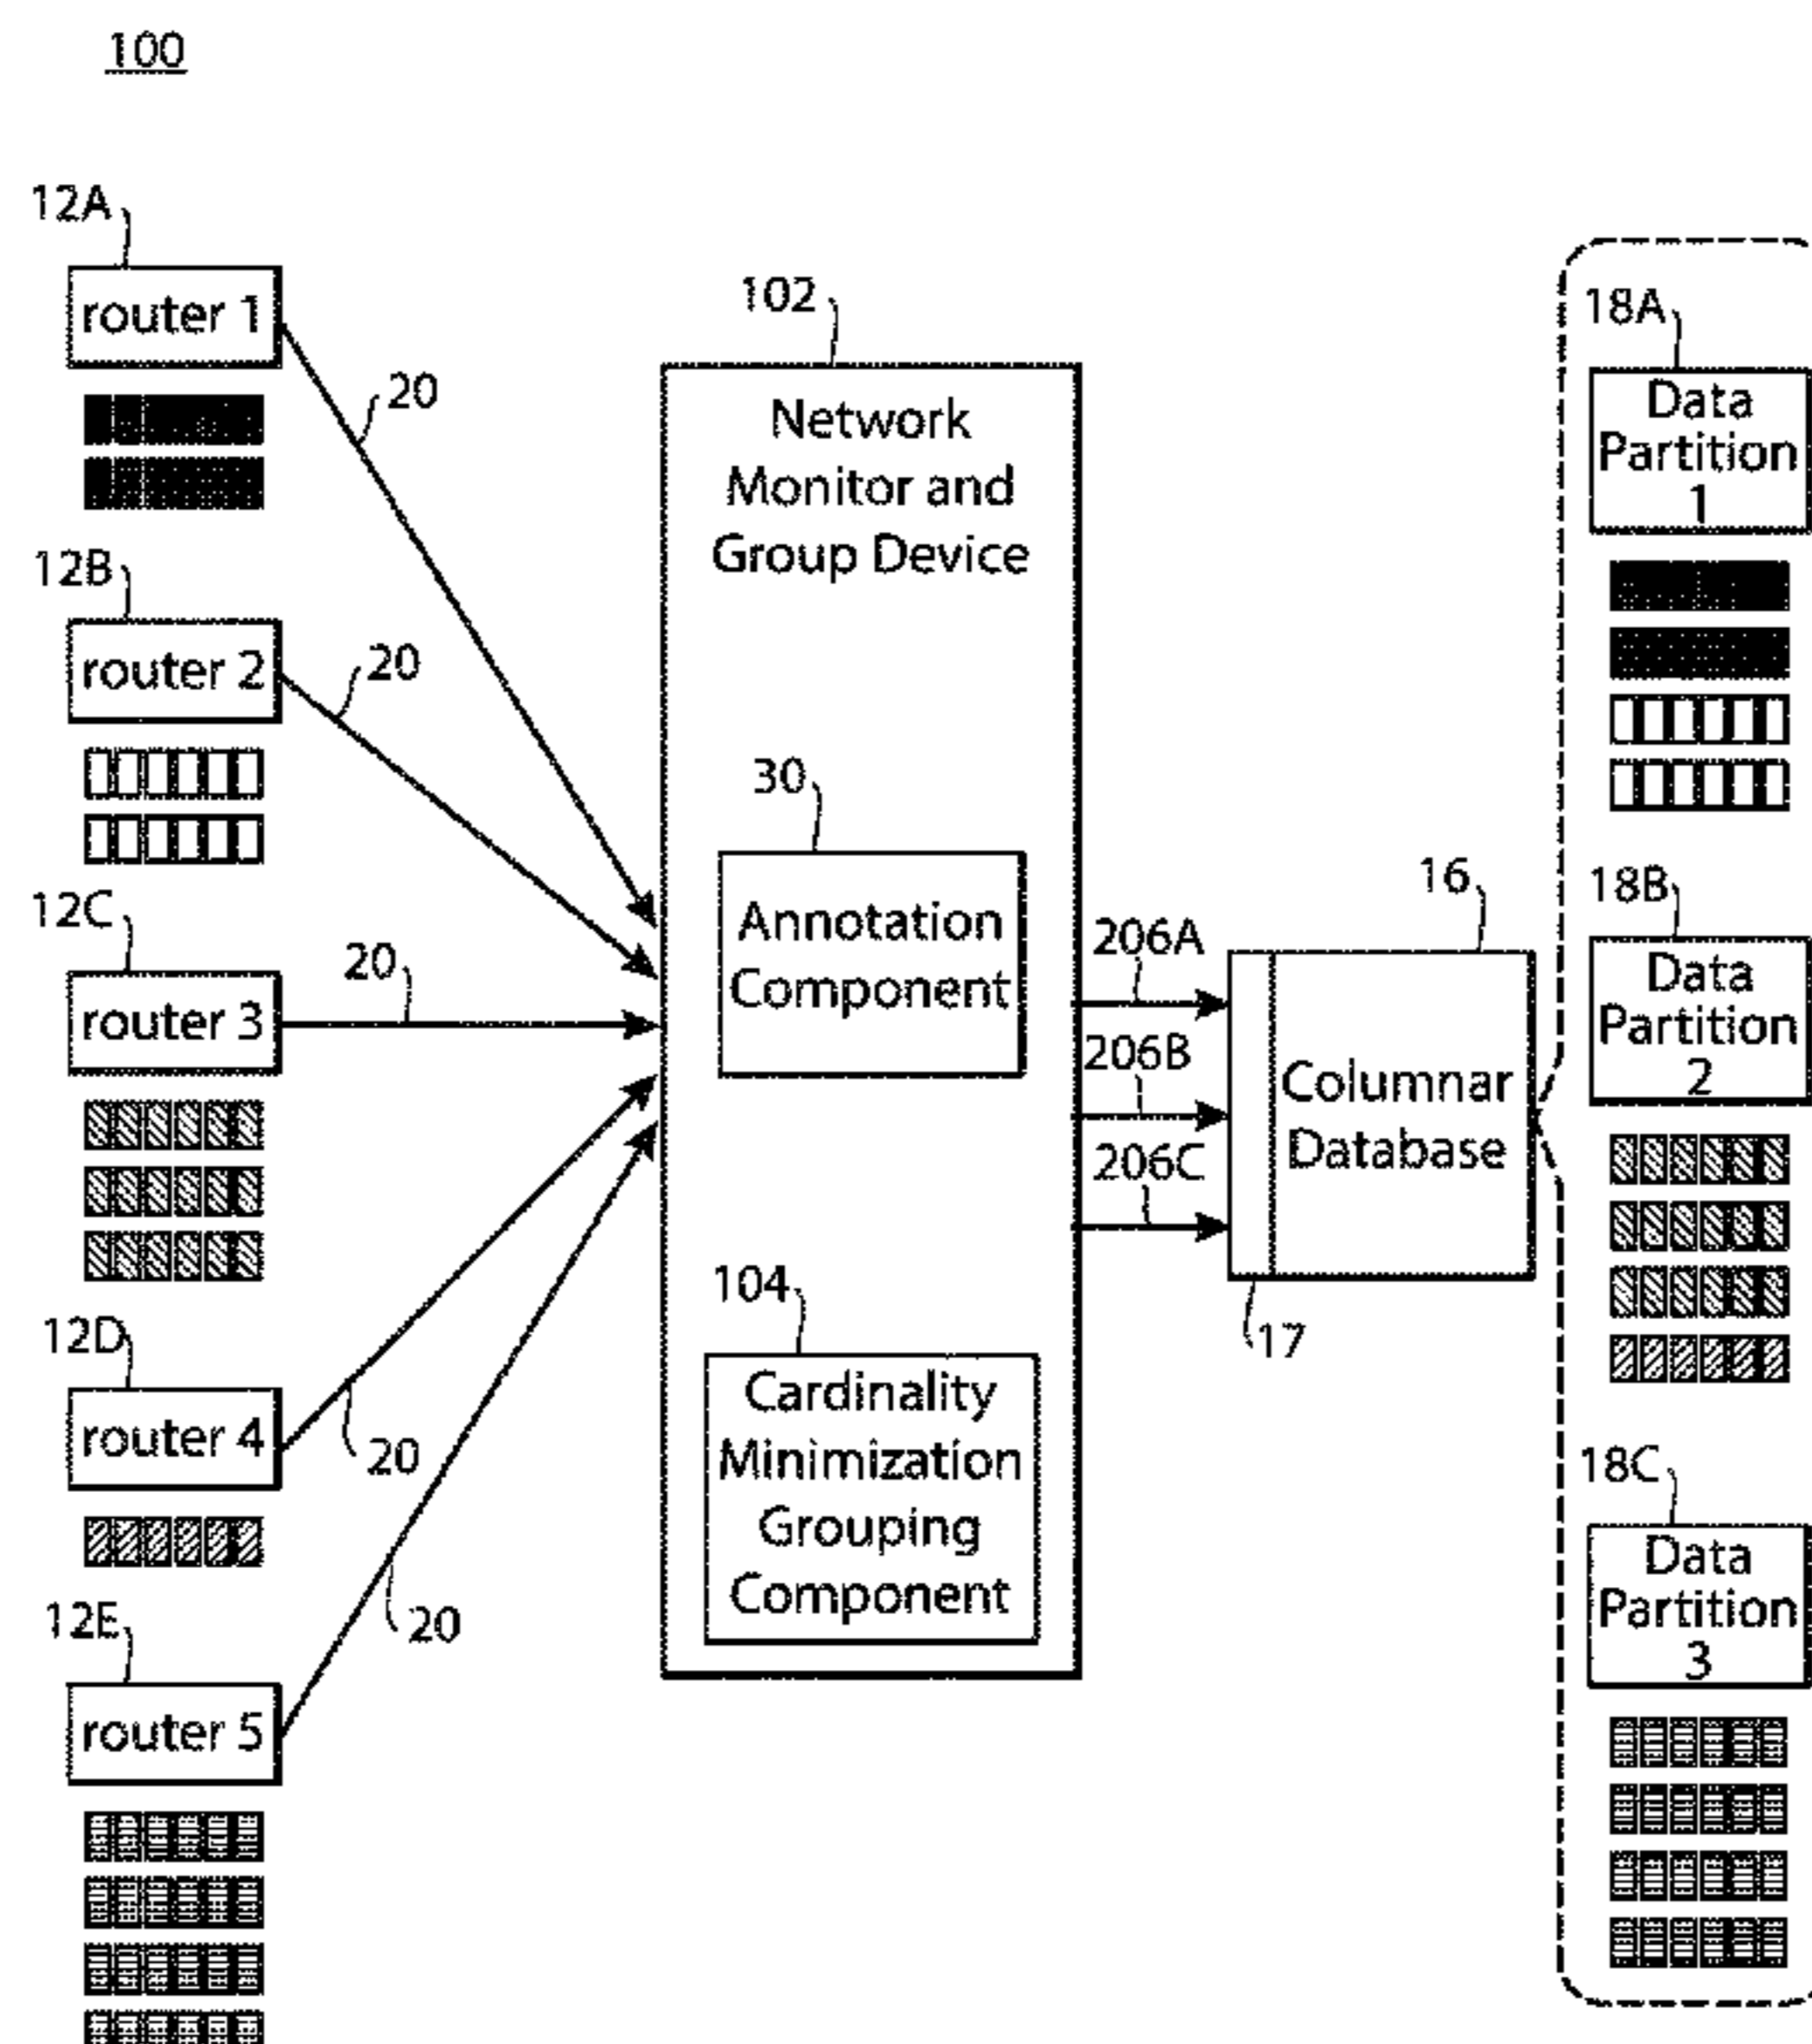 100
12A
router 1
20
12B
router 2
20
12C
router 3
20
12D
router 4
20
12E
router 5
20
102
Network
Monitor and
Group Device
30
Annotation
Component
104
Cardinality
Minimization
Grouping
Component
206A
206B
206C
16
Columnar
Database
17
18A
Data
Partition
1
18B
Data
Partition
2
18C
Data
Partition
3